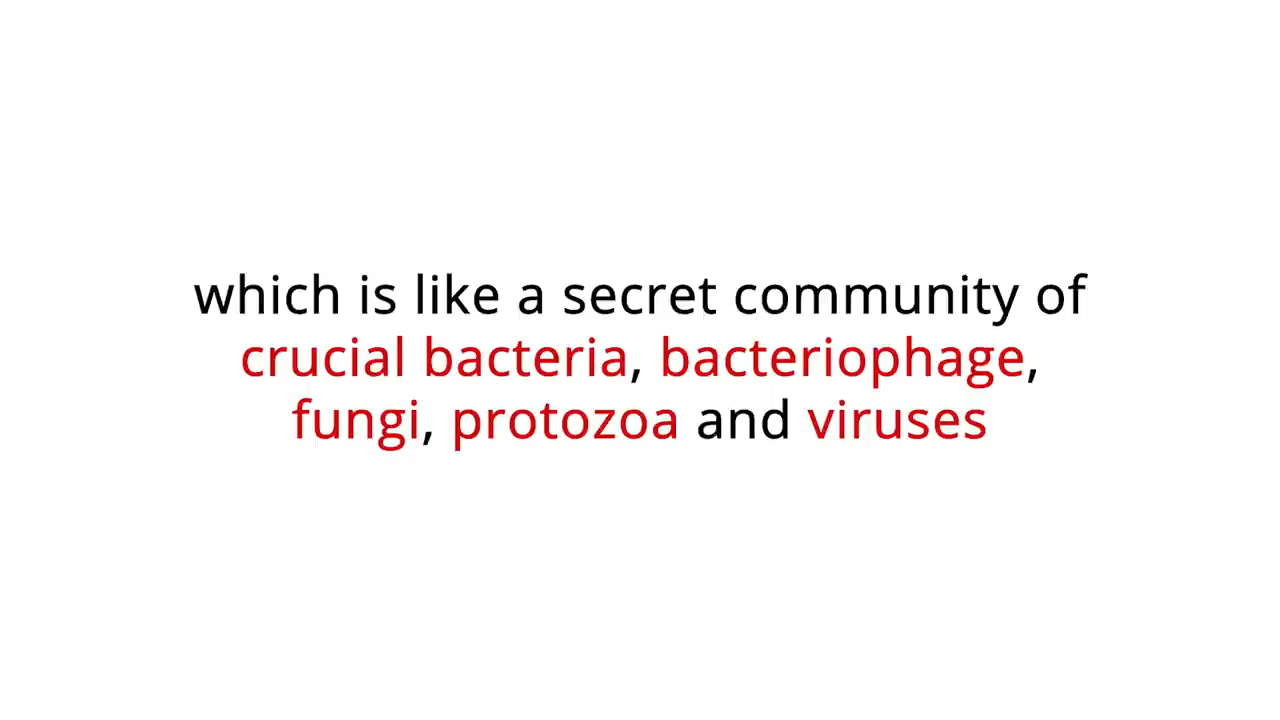 which is like a secret community of
crucial bacteria, bacteriophage,
fungi, protozoa and viruses